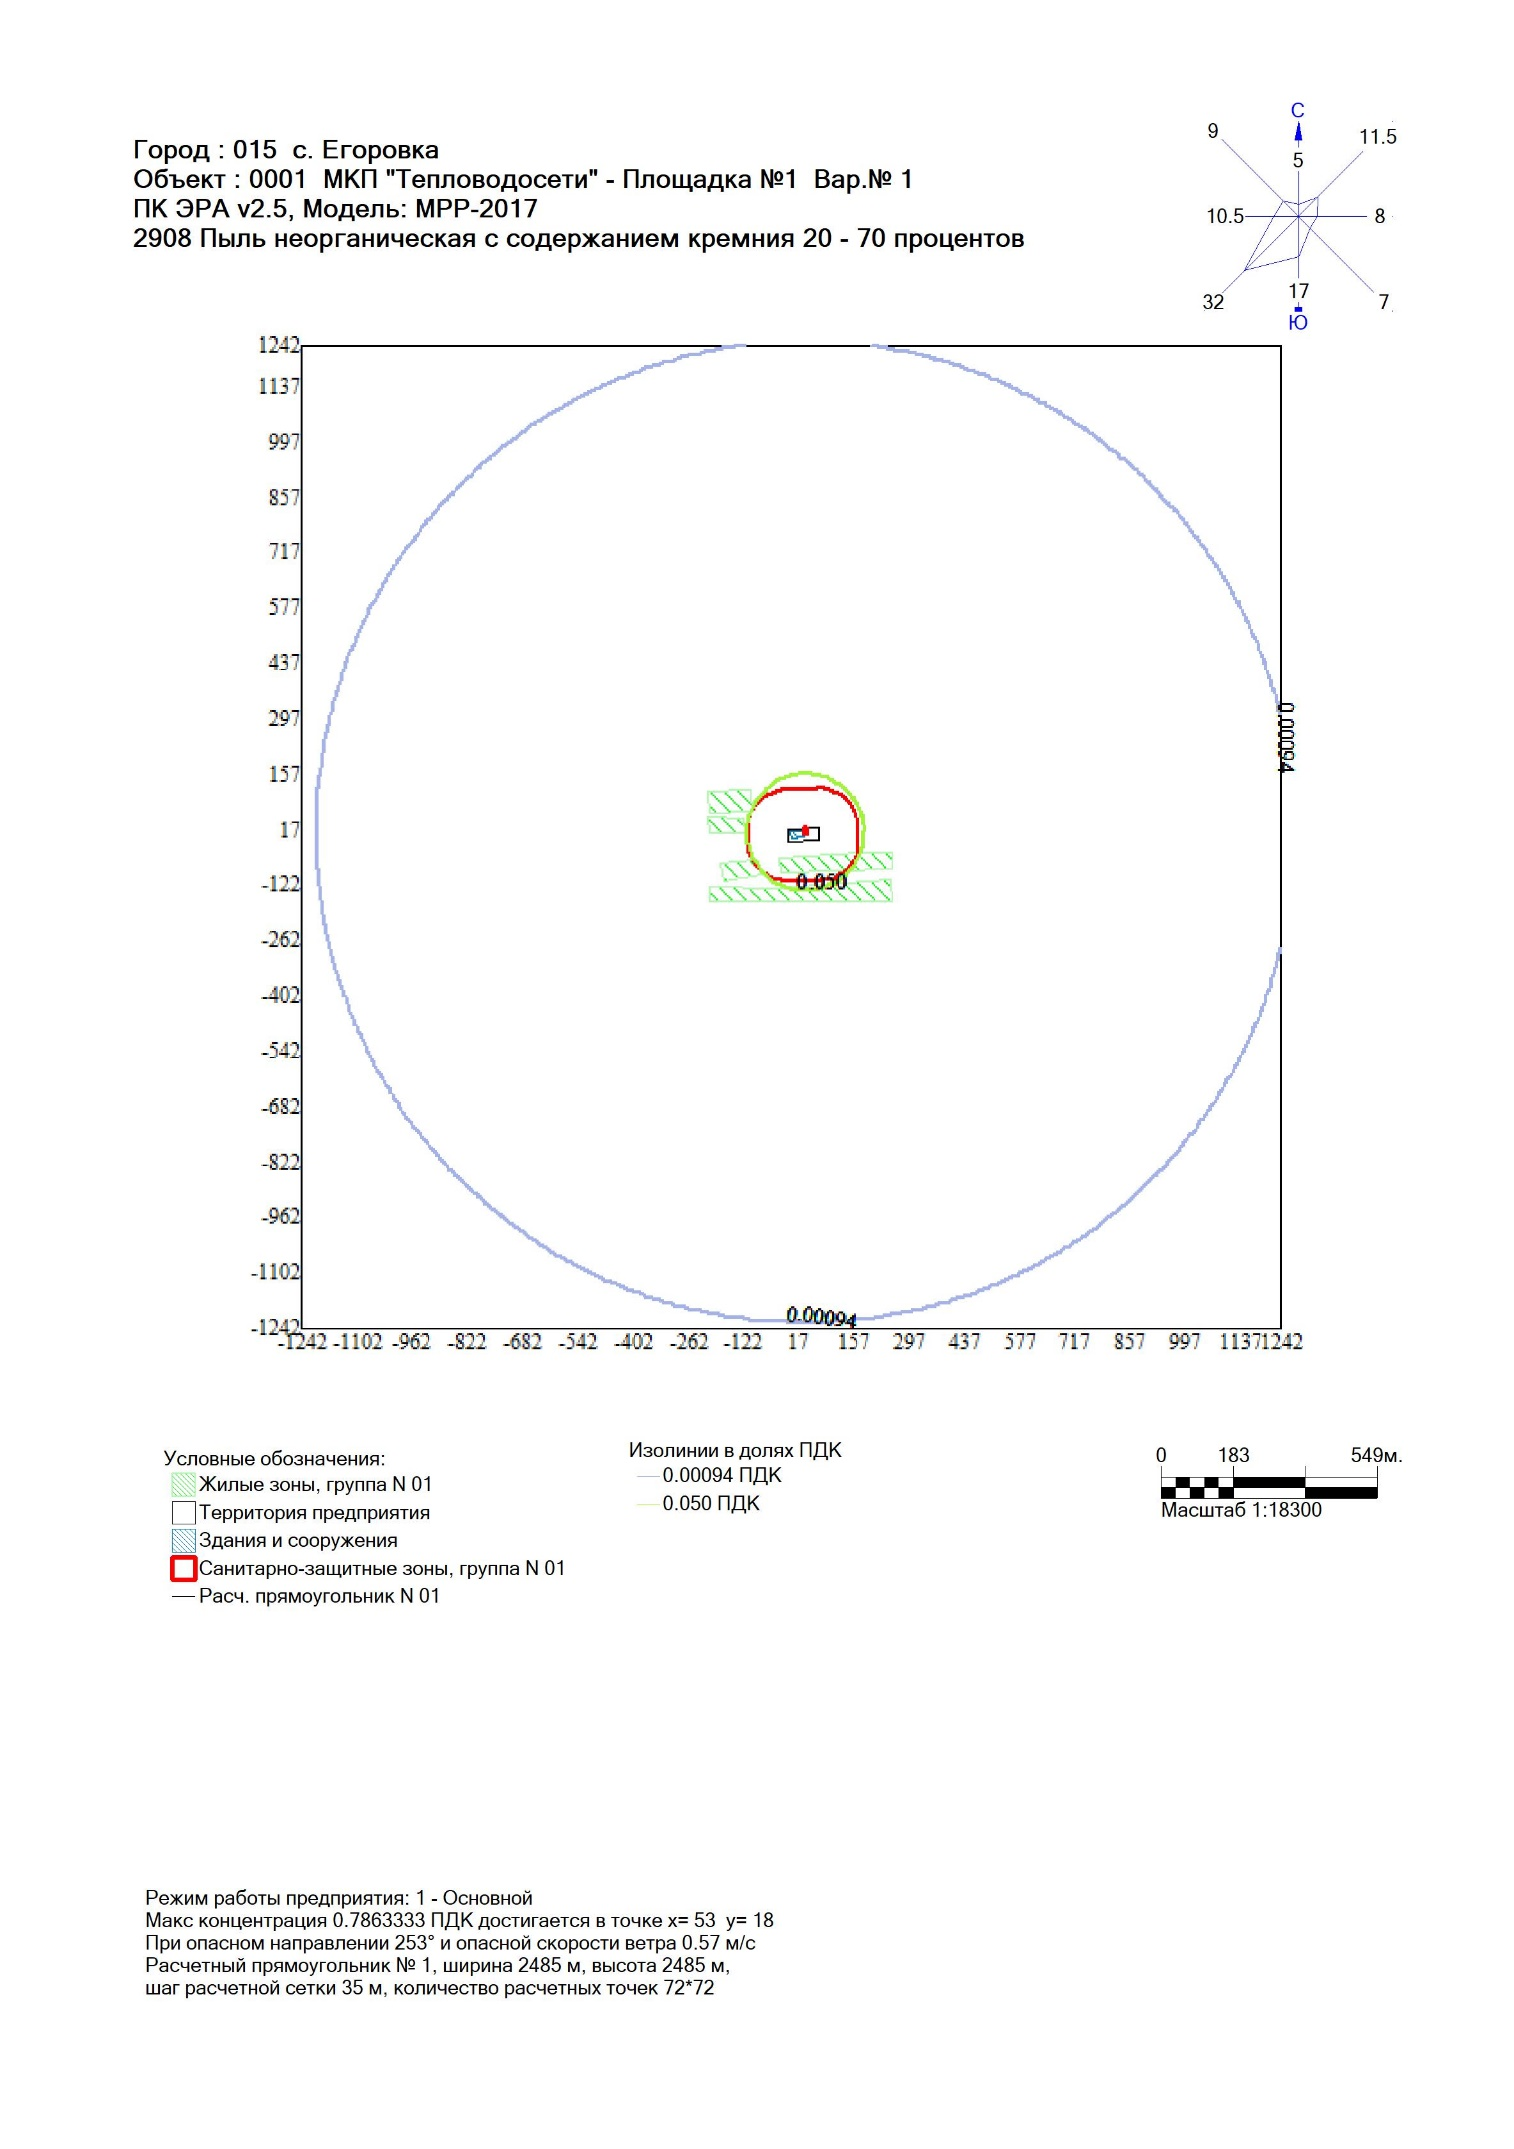 Город : 015 с. Егоровка
Объект : 0001 МКП "Тепловодосети" - Площадка №1 Вар.№ 1
ПК ЭРА v2.5, Модель: МРР-2017
2908 Пыль неорганическая с содержанием кремния 20 - 70 процентов
С
9
11.5
5
10.5
8
32
17
7
Ю
1242
1137
997
857
717
577
437
297
157
17
-122
-262
-402
-542
-682
-822
-962
-1102
-1242
0.00094
0.050
0.00094
-1242 -1102 -962 -822 -682 -542 -402 -262 -122 17 157 297 437 577 717 857 997 1137 1242
Условные обозначения:
Жилые зоны, группа N 01
Территория предприятия
Здания и сооружения
Санитарно-защитные зоны, группа N 01
Расч. прямоугольник N 01
Изолинии в долях ПДК
0.00094 ПДК
0.050 ПДК
0 183 549м.
Масштаб 1:18300
Режим работы предприятия: 1 - Основной
Макс концентрация 0.7863333 ПДК достигается в точке x= 53 y= 18
При опасном направлении 253° и опасной скорости ветра 0.57 м/с
Расчетный прямоугольник № 1, ширина 2485 м, высота 2485 м,
шаг расчетной сетки 35 м, количество расчетных точек 72*72